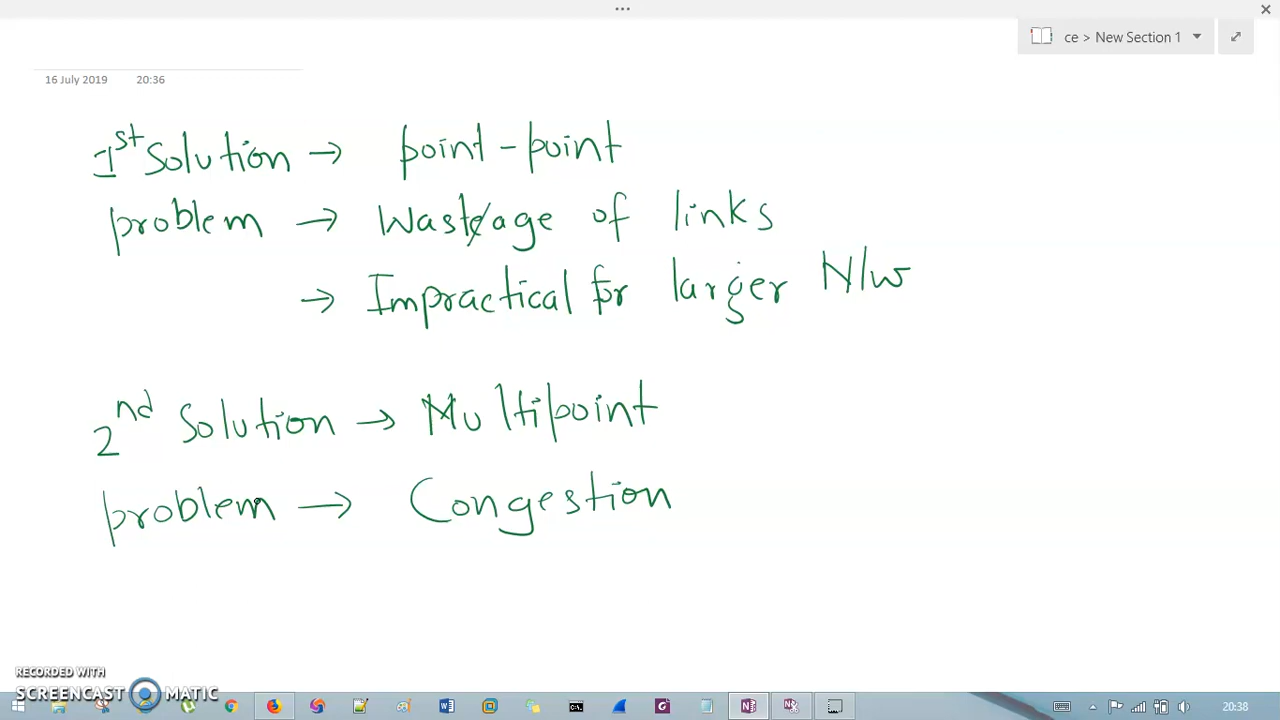 ce > New Section 1
16 July 2019 20:36
1st Solution → point-point
problem → Wastage of links
→ Impractical for larger N/w
2nd Solution → Multipoint
problem → Congestion
RECORDED WITH
SCREENCAST MATIC
20:38